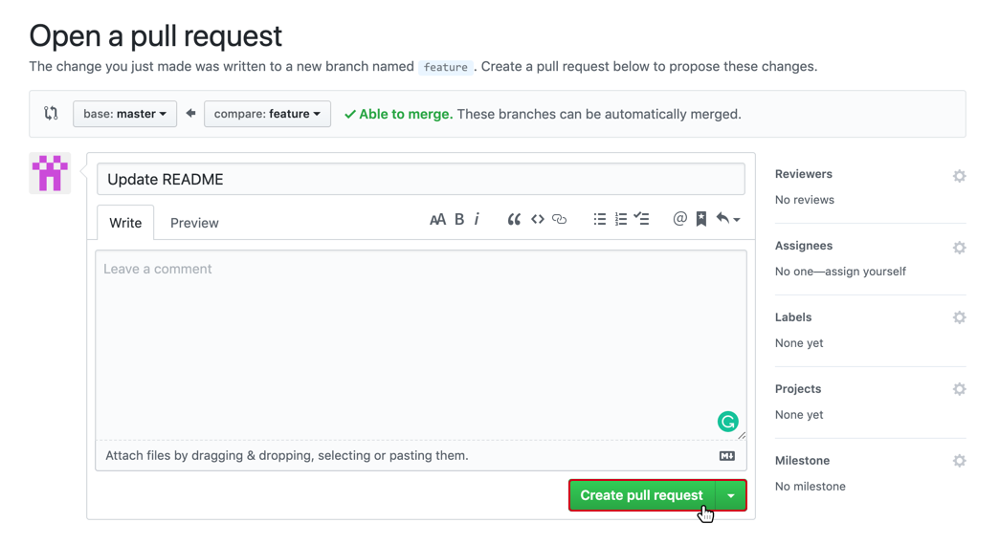 Open a pull request
The change you just made was written to a new branch named feature. Create a pull request below to propose these changes.
base: master compare: feature Able to merge. These branches can be automatically merged.
Update README
Write Preview AA B i @
Leave a comment
Attach files by dragging & dropping, selecting or pasting them.
Create pull request
Reviewers
No reviews
Assignees
No one—assign yourself
Labels
None yet
Projects
None yet
Milestone
No milestone